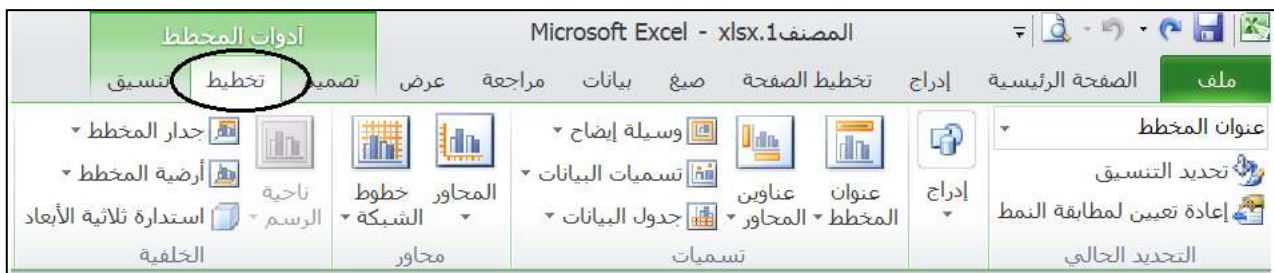 المصنف1.xlsx - Microsoft Excel
أدوات المخطط
ملف الصفحة الرئيسية إدراج تخطيط الصفحة صيغ بيانات مراجعة عرض تصميم تخطيط تنسيق
عنوان المخطط
تحديد التنسيق
إعادة تعيين لمطابقة النمط
التحديد الحالي
إدراج
عنوان المخطط
عناوين المحاور
وسيلة إيضاح
تسميات البيانات
جدول البيانات
تسميات
المحاور
خطوط الشبكة
محاور
ناحية الرسم
جدار المخطط
أرضية المخطط
استدارة ثلاثية الأبعاد
الخلفية